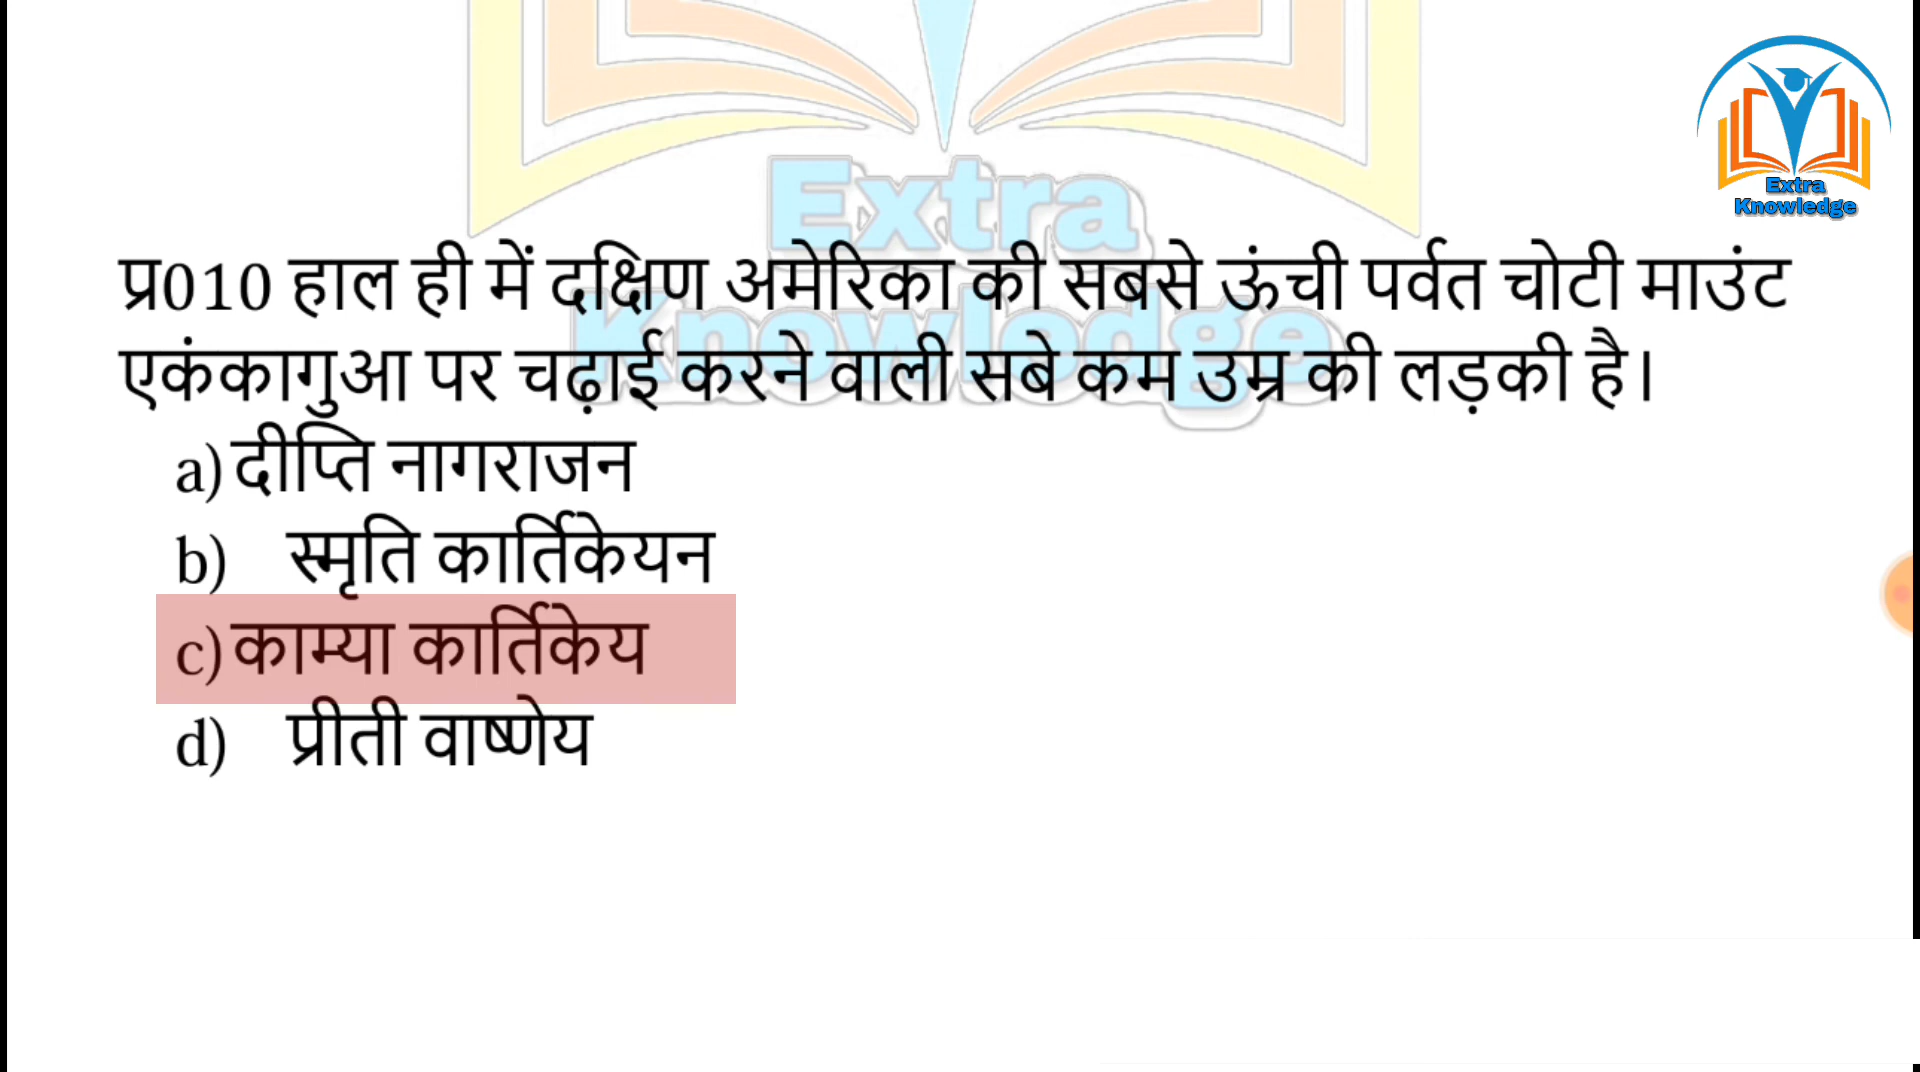 Extra
Knowledge
Extra
Knowledge
प्र010 हाल ही में दक्षिण अमेरिका की सबसे ऊंची पर्वत चोटी माउंट
एकंकागुआ पर चढ़ाई करने वाली सबे कम उम्र की लड़की है।
a) दीप्ति नागराजन
b) स्मृति कार्तिकेयन
c) काम्या कार्तिकेय
d) प्रीती वाष्णेय